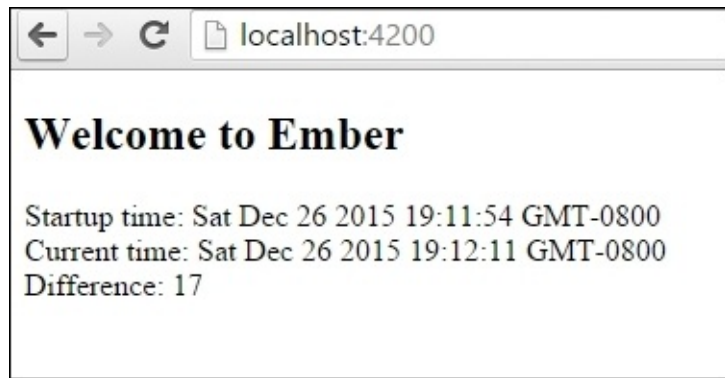 localhost:4200
Welcome to Ember
Startup time: Sat Dec 26 2015 19:11:54 GMT-0800
Current time: Sat Dec 26 2015 19:12:11 GMT-0800
Difference: 17